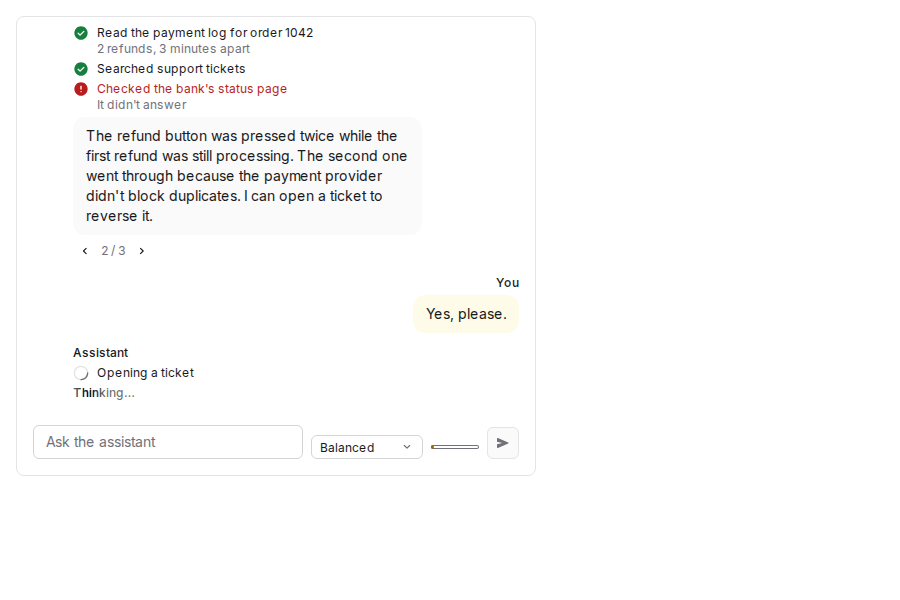 Read the payment log for order 1042
2 refunds, 3 minutes apart
Searched support tickets
Checked the bank's status page
It didn't answer
The refund button was pressed twice while the
first refund was still processing. The second one
went through because the payment provider
didn't block duplicates. I can open a ticket to
reverse it.
2 / 3
You
Yes, please.
Assistant
Opening a ticket
Thinking...
Ask the assistant
Balanced